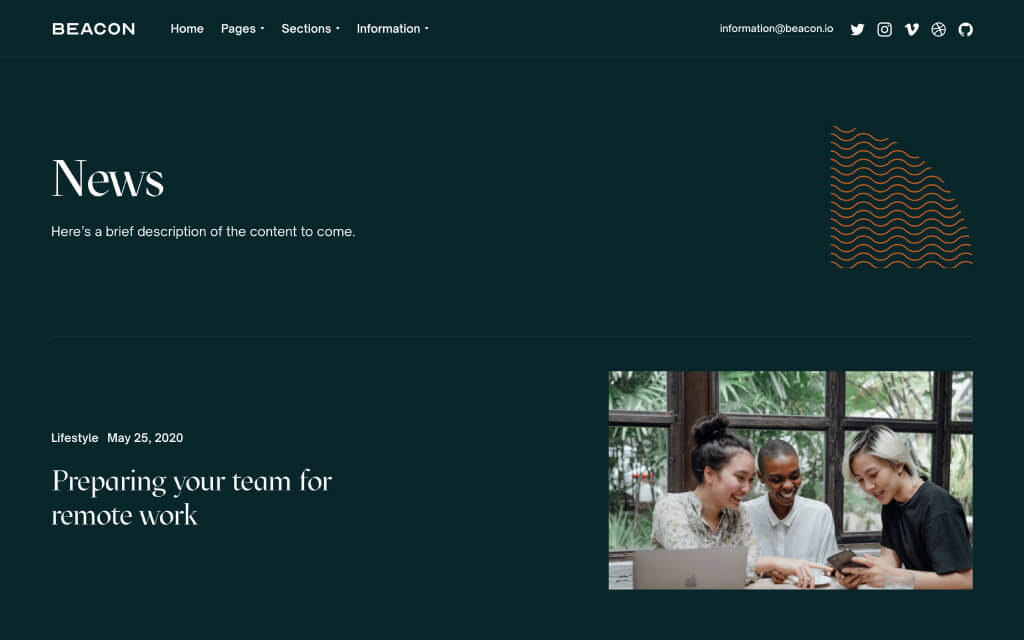 BEACON
Home Pages Sections Information
information@beacon.io
News
Here's a brief description of the content to come.
Lifestyle May 25, 2020
Preparing your team for
remote work